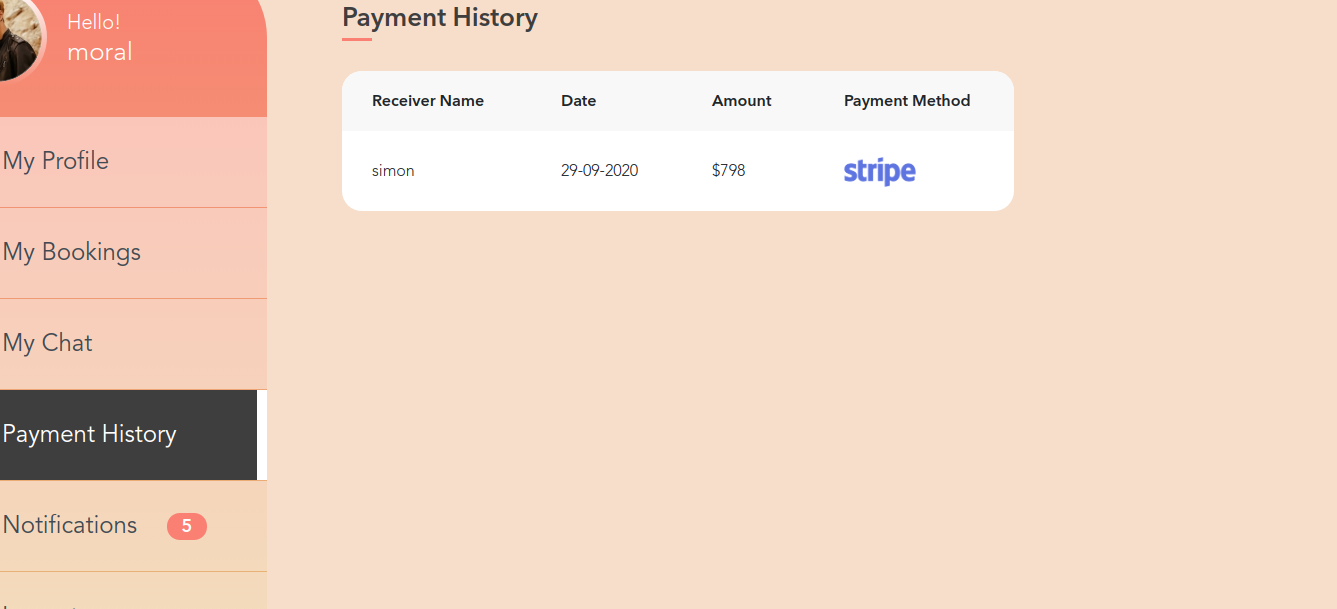 Hello!
moral
My Profile
My Bookings
My Chat
Payment History
Notifications 5
Payment History
Receiver Name Date Amount Payment Method
simon 29-09-2020 $798 stripe